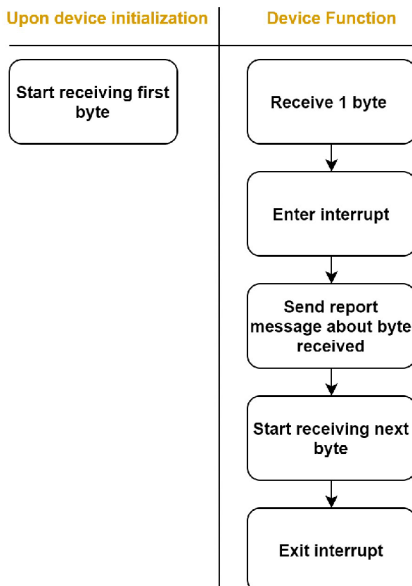 Upon device initialization
Device Function
Start receiving first
byte
Receive 1 byte
Enter interrupt
Send report
message about byte
received
Start receiving next
byte
Exit interrupt